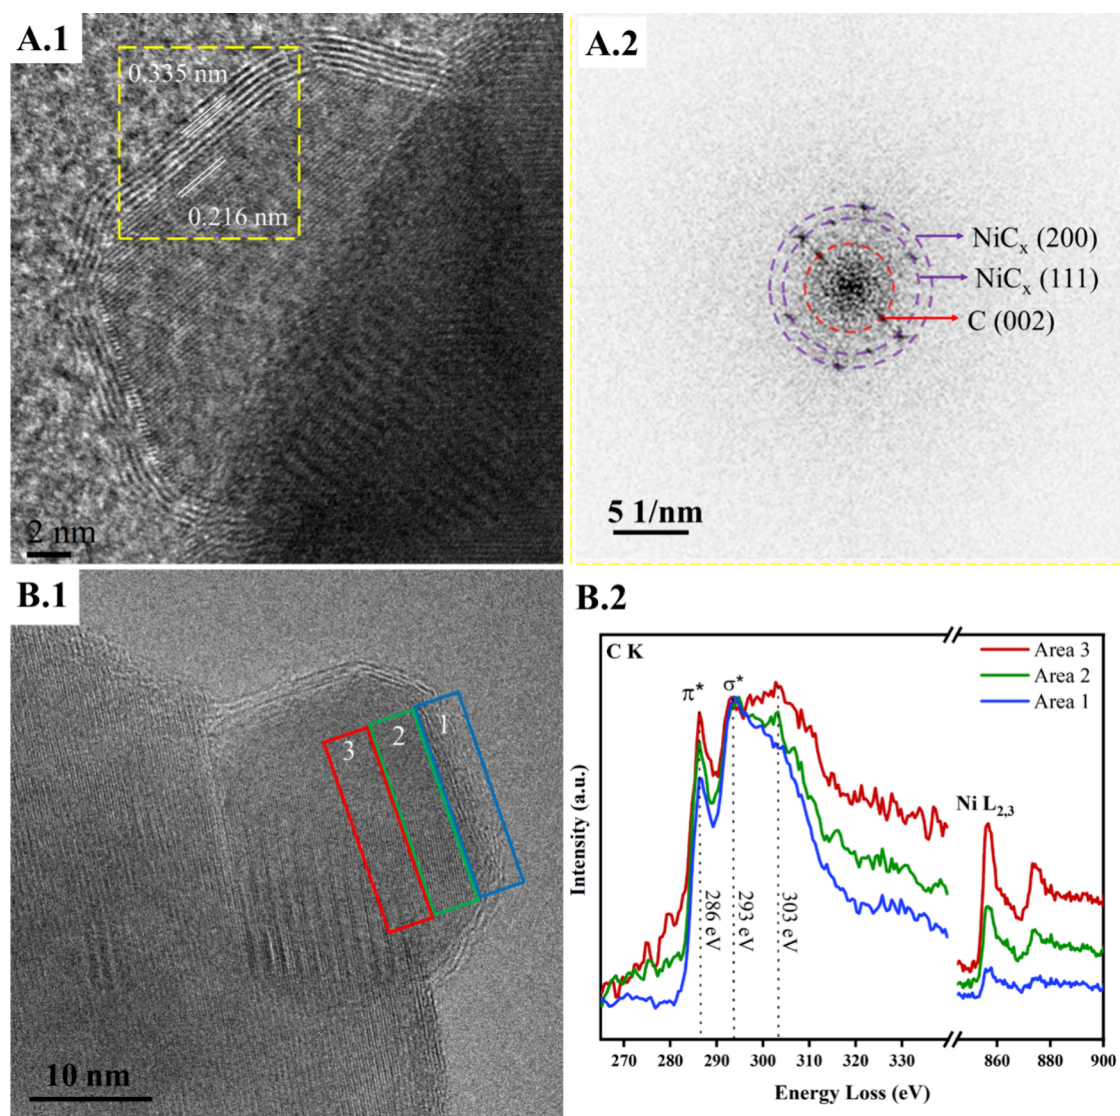 A.1
0.335 nm
0.216 nm
2 nm
A.2
NiCₓ (200)
NiCₓ (111)
C (002)
5 1/nm
B.1
3
2
1
10 nm
B.2
C K
Area 3
Area 2
Area 1
π*
σ*
Ni L₂,₃
286 eV
293 eV
303 eV
Intensity (a.u.)
270 280 290 300 310 320 330 860 880 900
Energy Loss (eV)